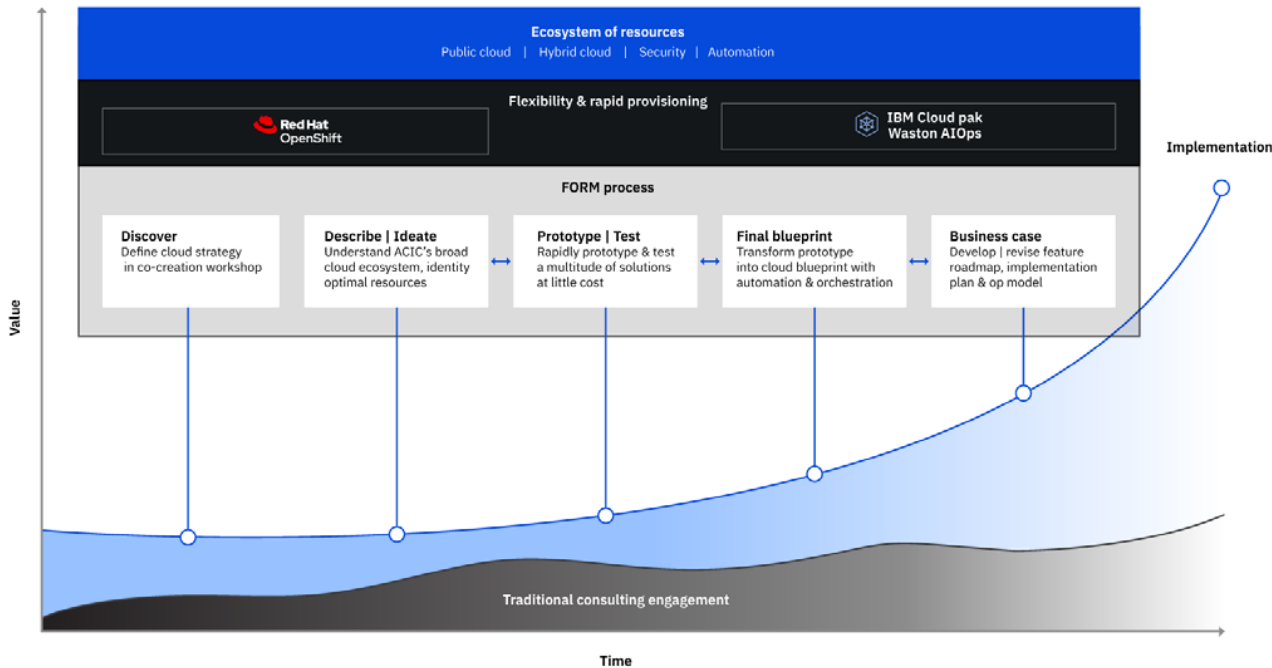 Ecosystem of resources
Public cloud | Hybrid cloud | Security | Automation
Flexibility & rapid provisioning
Red Hat
OpenShift
IBM Cloud pak
Waston AIOps
Implementation
FORM process
Discover
Define cloud strategy
in co-creation workshop
Describe | Ideate
Understand ACIC's broad
cloud ecosystem, identity
optimal resources
Prototype | Test
Rapidly prototype & test
a multitude of solutions
at little cost
Final blueprint
Transform prototype
into cloud blueprint with
automation & orchestration
Business case
Develop | revise feature
roadmap, implementation
plan & op model
Value
Traditional consulting engagement
Time